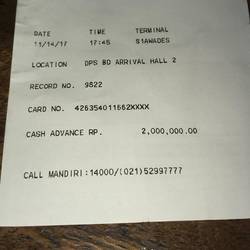 DATE TIME TERMINAL
11/14/17 17:45 S1AWADES
LOCATION DPS BD ARRIVAL HALL 2
RECORD NO. 9822
CARD NO. 426354011662XXXX
CASH ADVANCE RP. 2,000,000.00
CALL MANDIRI:14000/(021)52997777